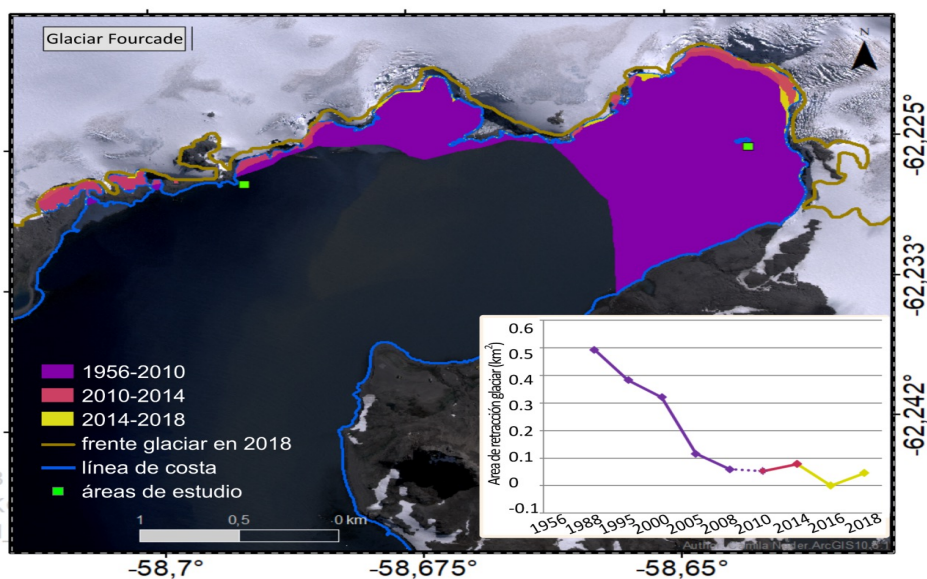 Glaciar Fourcade
N
-62,225°
-62,233°
-62,242°
1956-2010
2010-2014
2014-2018
frente glaciar en 2018
línea de costa
áreas de estudio
1 0,5 0 km
Area de retracción glaciar (km²)
0.6
0.5
0.4
0.3
0.2
0.1
0
-0.1
1956 1988 1995 2000 2005 2008 2010 2014 2016 2018
-58,7° -58,675° -58,65°